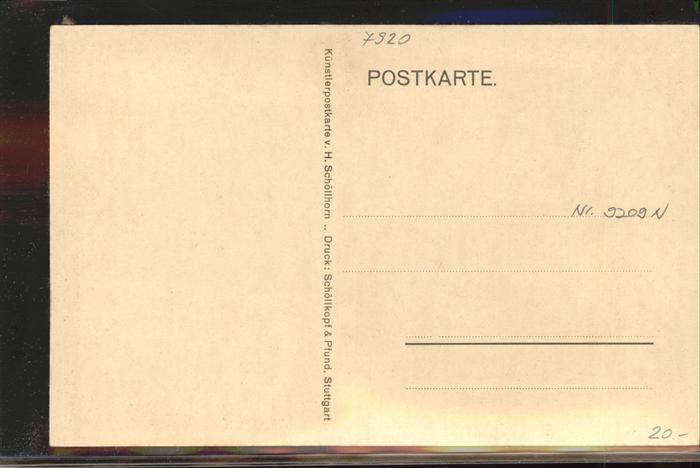 7920
POSTKARTE.
Künstlerpostkarte v. H. Schöllhorn .. Druck: Schöllkopf & Pfund, Stuttgart
Nr. 9209 N
20.-